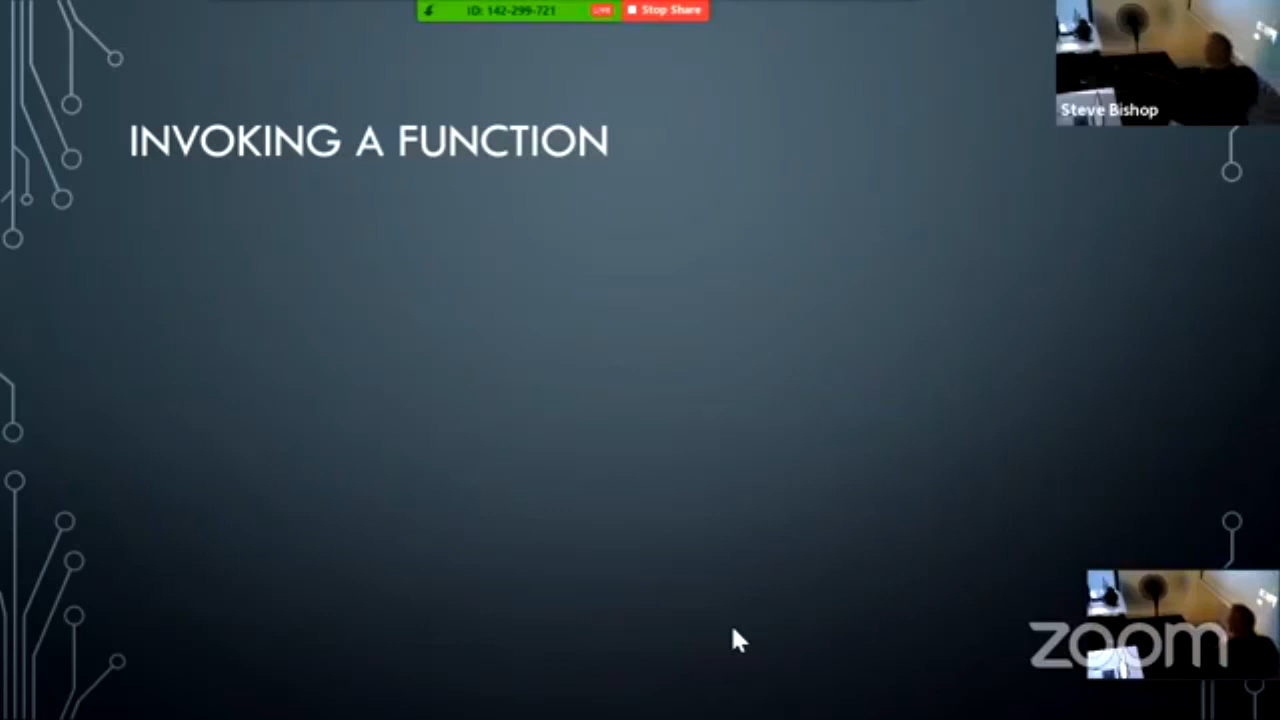 ID: 142-299-721 LIVE Stop Share
Steve Bishop
INVOKING A FUNCTION
zoom